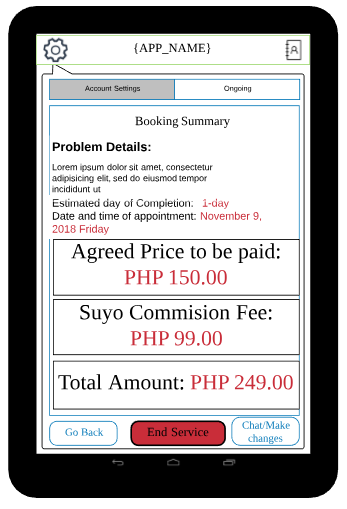 {APP_NAME}
Account Settings
Ongoing
Booking Summary
Problem Details:
Lorem ipsum dolor sit amet, consectetur
adipisicing elit, sed do eiusmod tempor
incididunt ut
Estimated day of Completion: 1-day
Date and time of appointment: November 9,
2018 Friday
Agreed Price to be paid:
PHP 150.00
Suyo Commision Fee:
PHP 99.00
Total Amount: PHP 249.00
Go Back
End Service
Chat/Make
changes